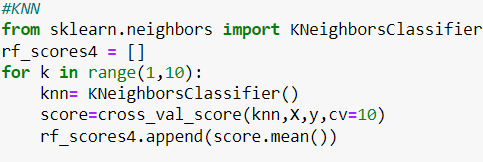 #KNN
from sklearn.neighbors import KNeighborsClassifier
rf_scores4 = []
for k in range(1,10):
    knn= KNeighborsClassifier()
    score=cross_val_score(knn,X,y,cv=10)
    rf_scores4.append(score.mean())